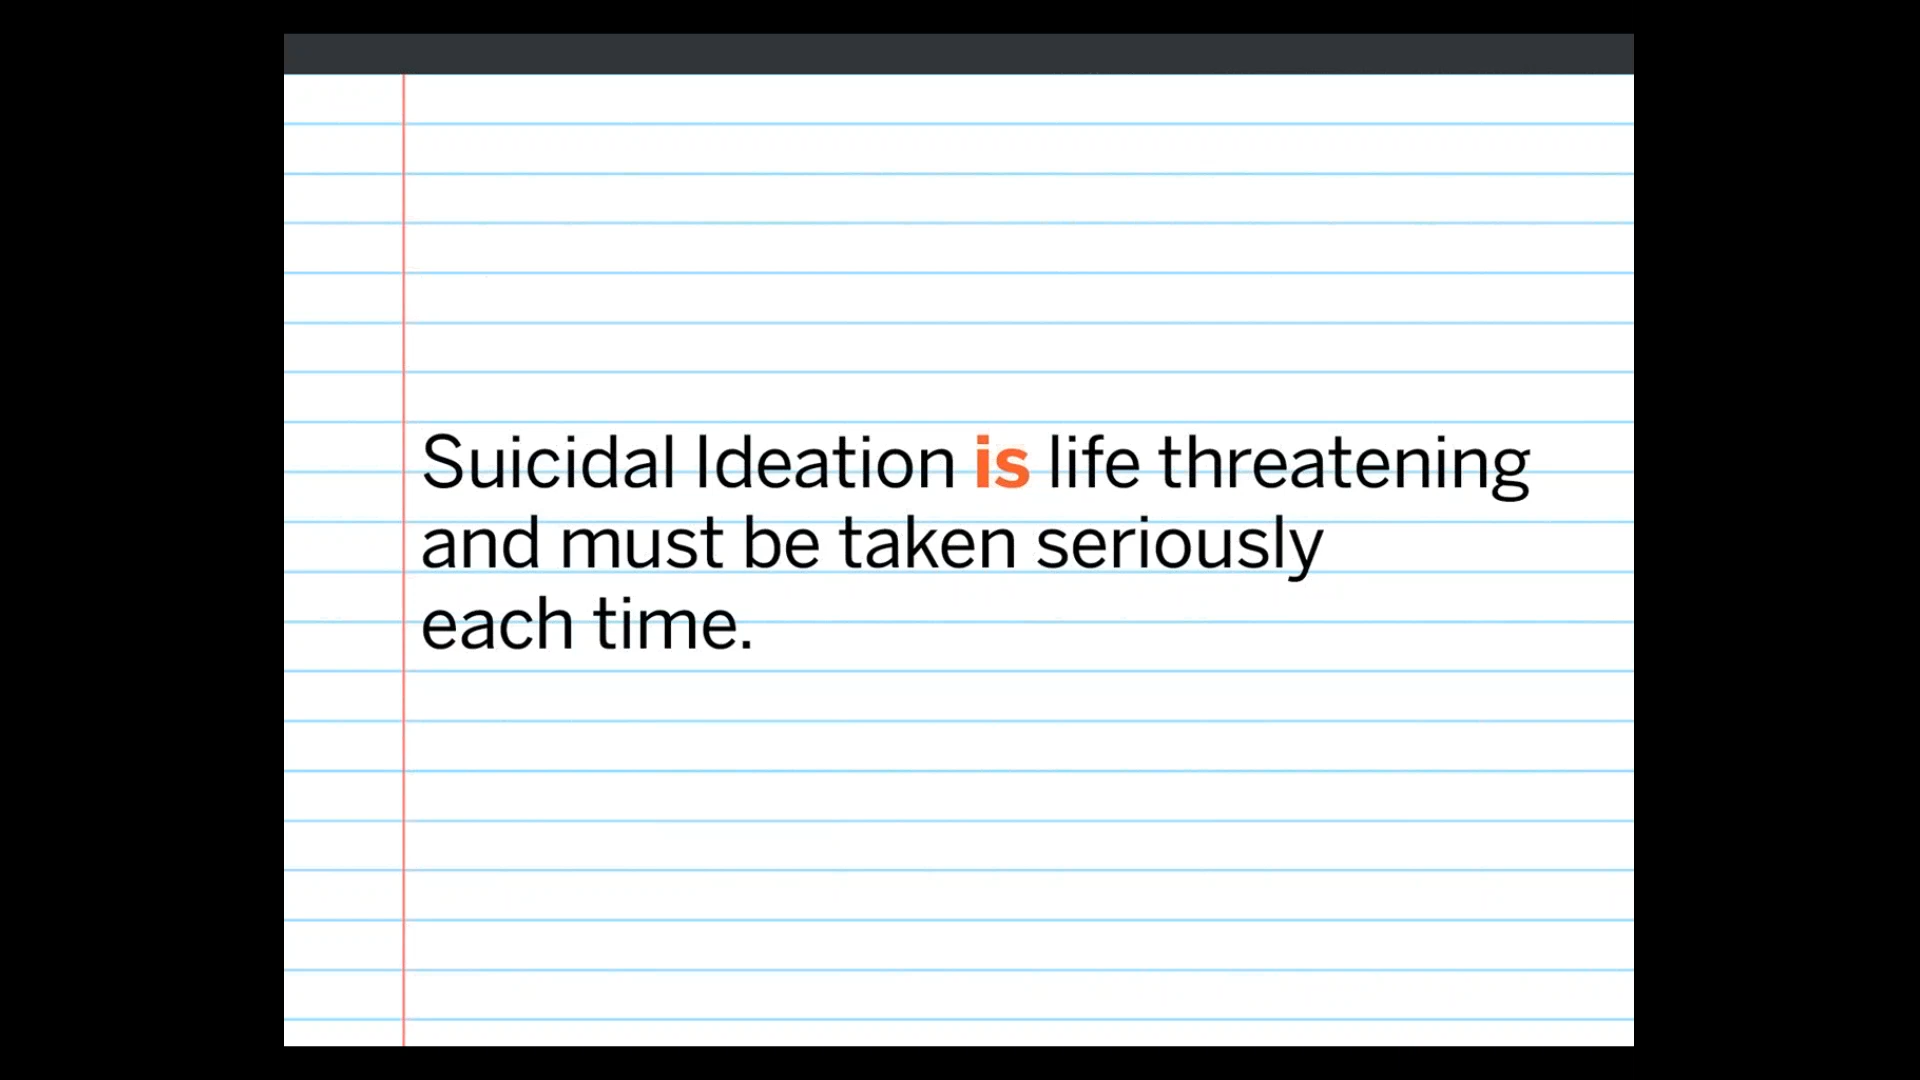 Suicidal Ideation is life threatening
and must be taken seriously
each time.